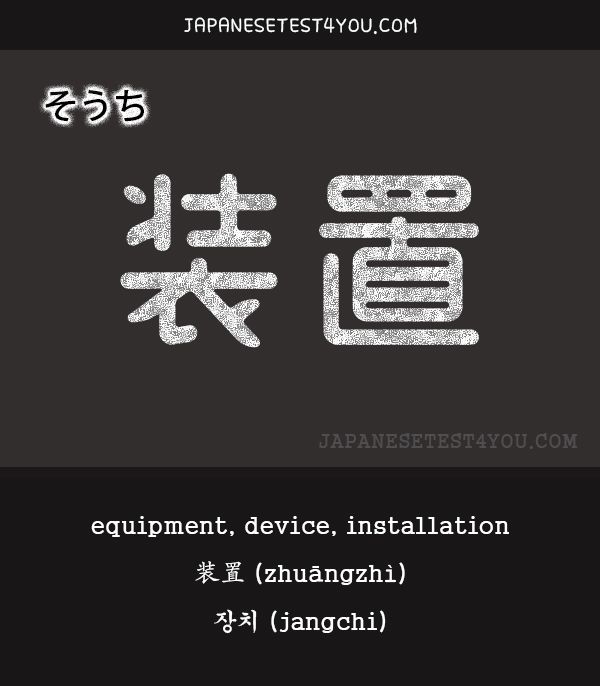 JAPANESETEST4YOU.COM
そうち
装置
JAPANESETEST4YOU.COM
equipment, device, installation
装置 (zhuāngzhì)
장치 (jangchi)